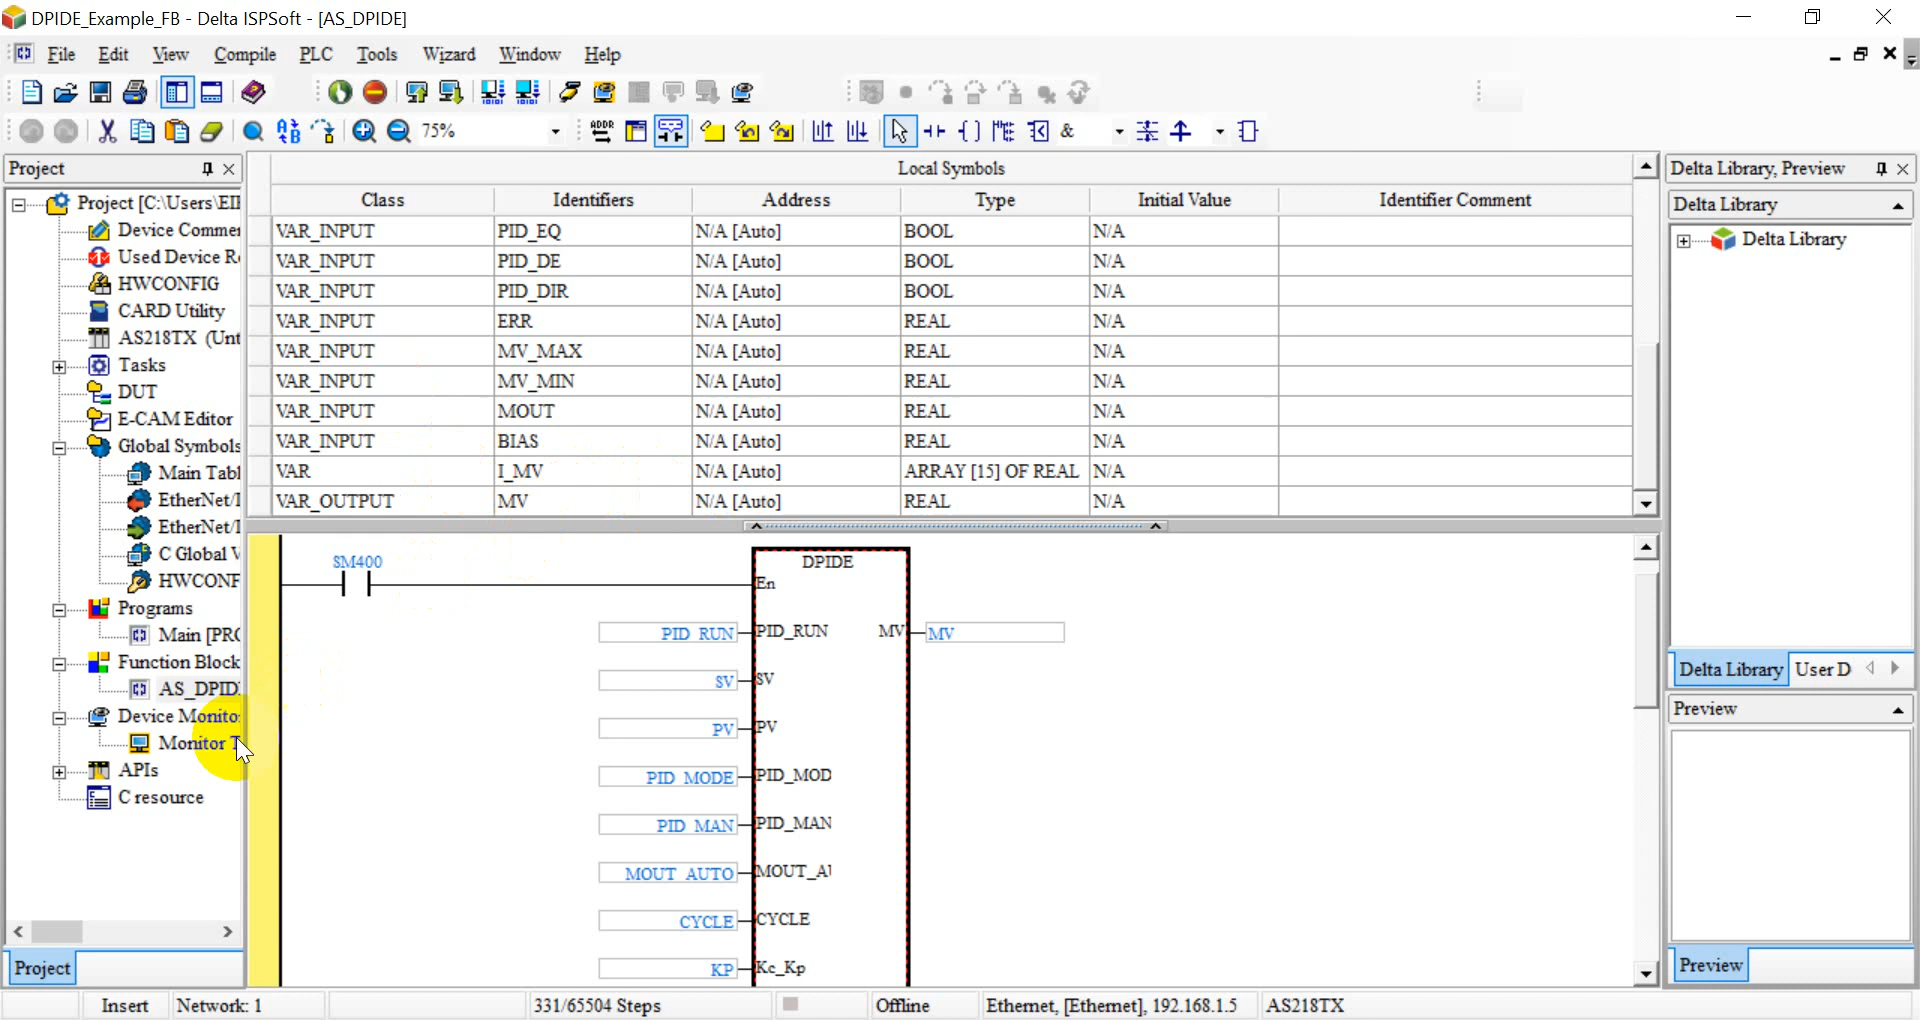 DPIDE_Example_FB - Delta ISPSoft - [AS_DPIDE]
File Edit View Compile PLC Tools Wizard Window Help
75%
ADDR
&
Project
Project [C:\Users\EII
Device Commer
Used Device R
HWCONFIG
CARD Utility
AS218TX (Unt
Tasks
DUT
E-CAM Editor
Global Symbols
Main Tabl
EtherNet/I
EtherNet/I
C Global V
HWCONF
Programs
Main [PRG
Function Block
AS_DPID
Device Monito
Monitor T
APIs
C resource
Project
Local Symbols
Class Identifiers Address Type Initial Value Identifier Comment
VAR_INPUT PID_EQ N/A [Auto] BOOL N/A
VAR_INPUT PID_DE N/A [Auto] BOOL N/A
VAR_INPUT PID_DIR N/A [Auto] BOOL N/A
VAR_INPUT ERR N/A [Auto] REAL N/A
VAR_INPUT MV_MAX N/A [Auto] REAL N/A
VAR_INPUT MV_MIN N/A [Auto] REAL N/A
VAR_INPUT MOUT N/A [Auto] REAL N/A
VAR_INPUT BIAS N/A [Auto] REAL N/A
VAR I_MV N/A [Auto] ARRAY [15] OF REAL N/A
VAR_OUTPUT MV N/A [Auto] REAL N/A
SM400
DPIDE
En
PID_RUN PID_RUN MV MV
SV SV
PV PV
PID_MODE PID_MOD
PID_MAN PID_MAN
MOUT_AUTO MOUT_AU
CYCLE CYCLE
KP Kc_Kp
Delta Library, Preview
Delta Library
Delta Library
Delta Library User D
Preview
Preview
Insert Network: 1 331/65504 Steps Offline Ethernet, [Ethernet], 192.168.1.5 AS218TX